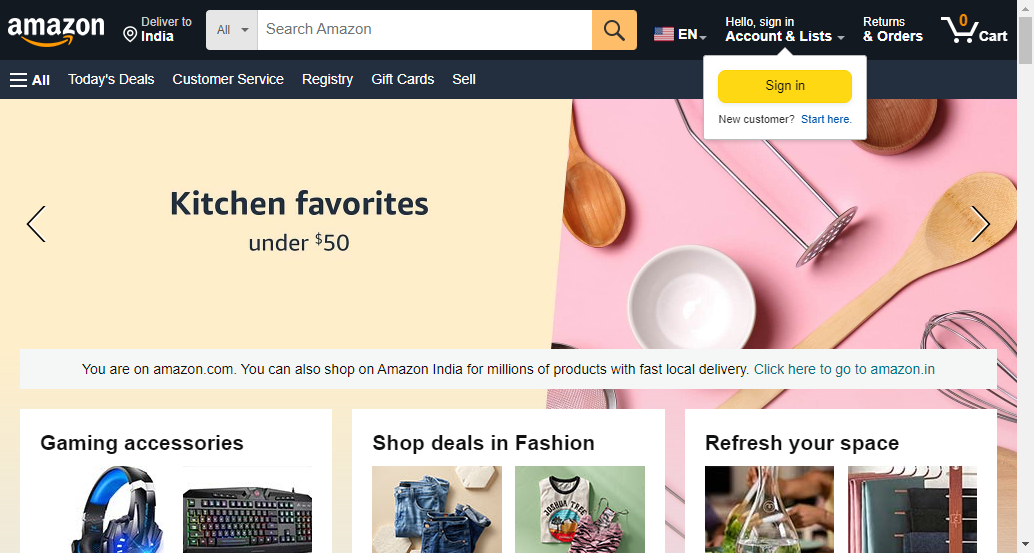 amazon
Deliver to
India
All
Search Amazon
EN
Hello, sign in
Account & Lists
Returns
& Orders
0
Cart
All
Today's Deals
Customer Service
Registry
Gift Cards
Sell
Sign in
New customer? Start here.
Kitchen favorites
under $50
You are on amazon.com. You can also shop on Amazon India for millions of products with fast local delivery. Click here to go to amazon.in
Gaming accessories
Shop deals in Fashion
Refresh your space
JOSHUA TREE